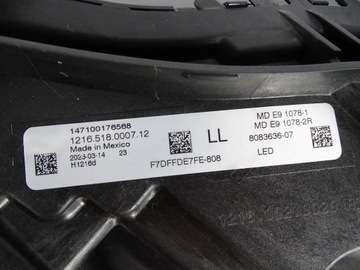 147100176568
1216.518.0007.12
Made in Mexico
2023-03-14 23
H1216d
LL
F7DFFDE7FE-808
MD E9 1078-1
MD E9 1078-2R
8083636-07
LED